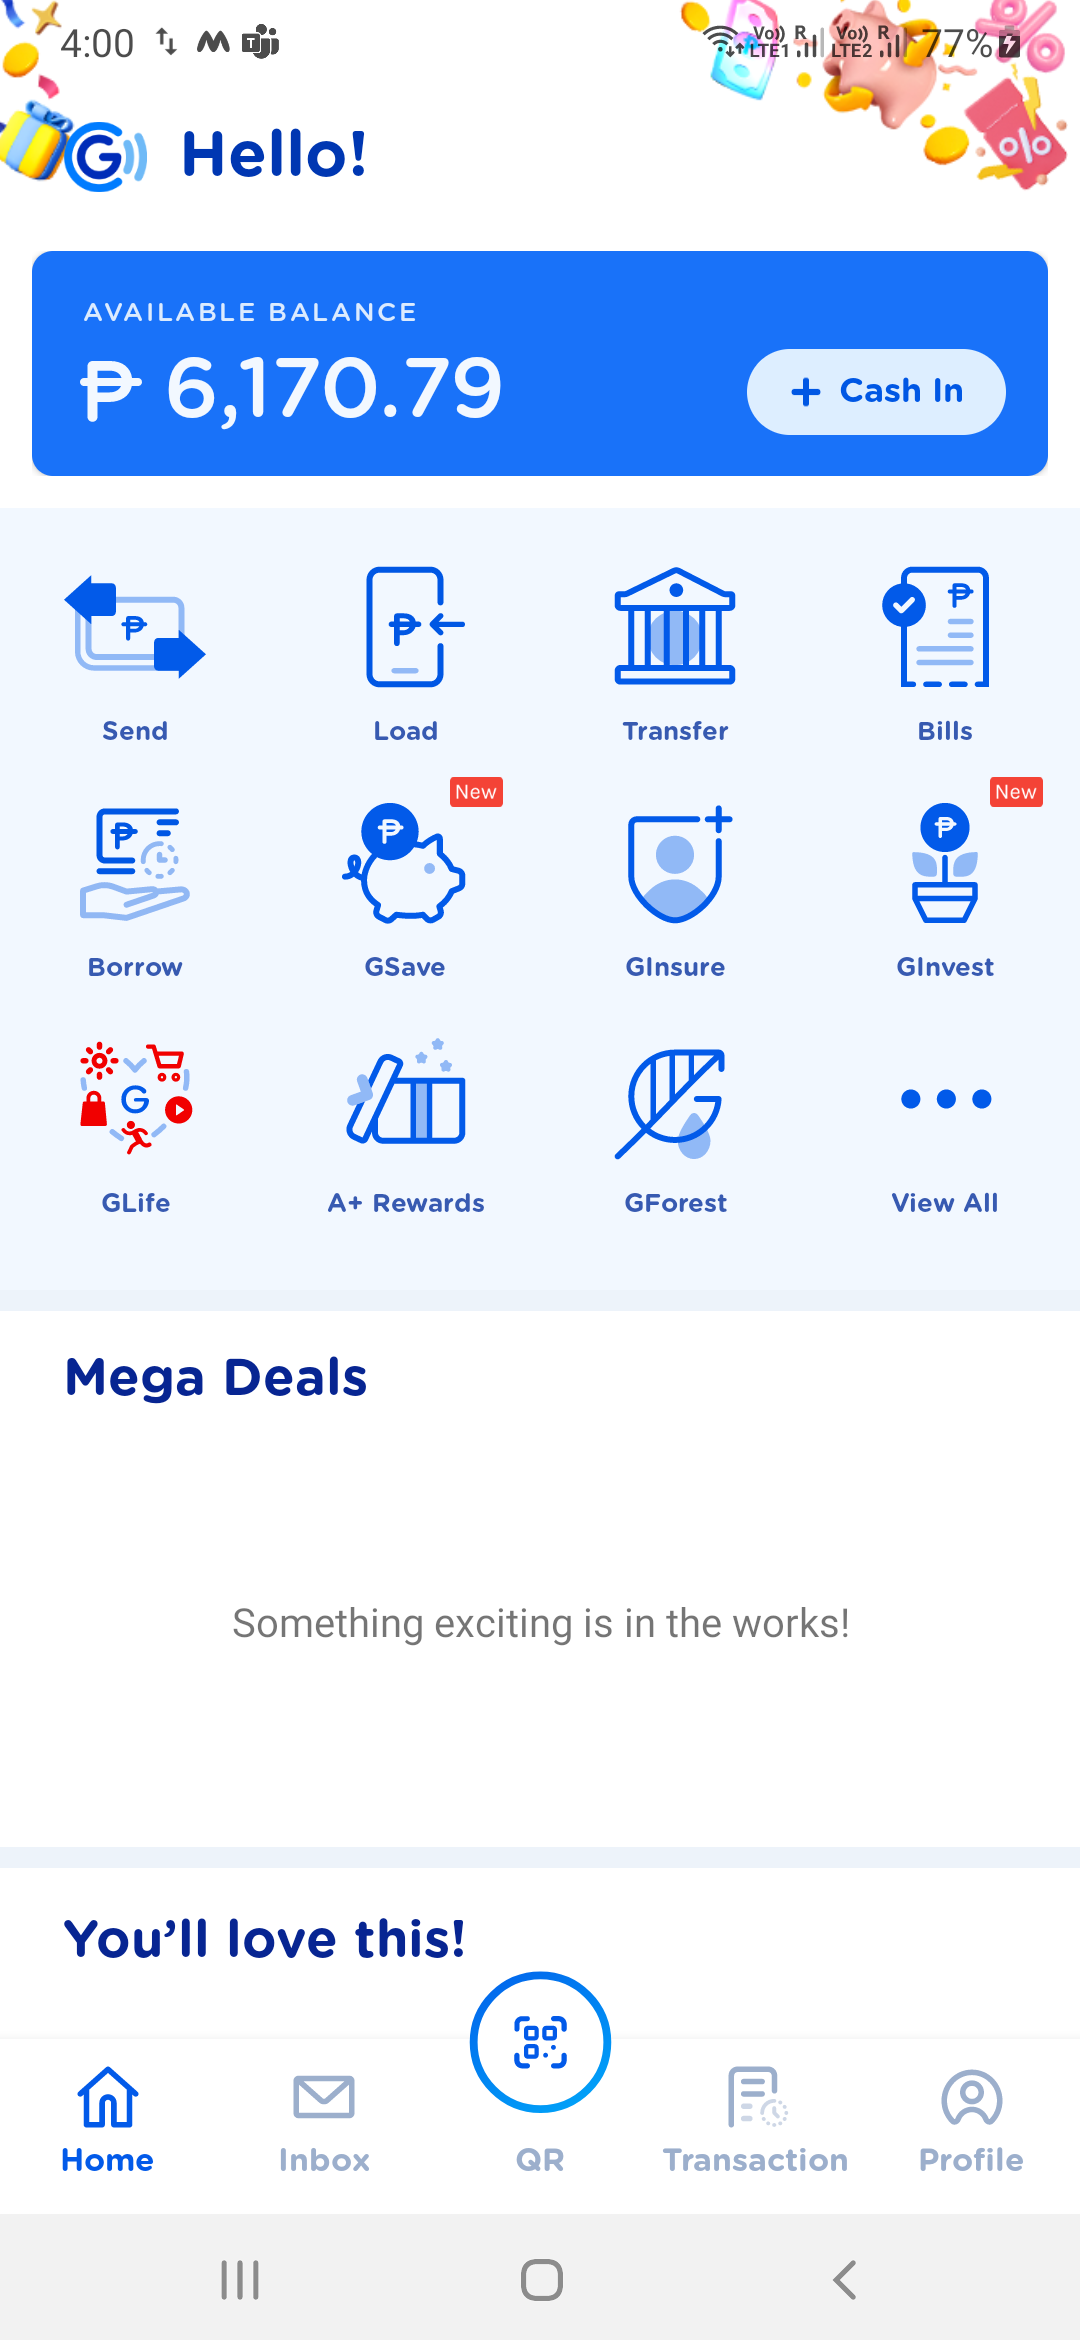 4:00
Vo)) R Vo)) R 77%
LTE1 LTE2
Hello!
AVAILABLE BALANCE
₱ 6,170.79
+ Cash In
Send Load Transfer Bills
New New
Borrow GSave GInsure GInvest
GLife A+ Rewards GForest View All
Mega Deals
Something exciting is in the works!
You’ll love this!
Home Inbox QR Transaction Profile